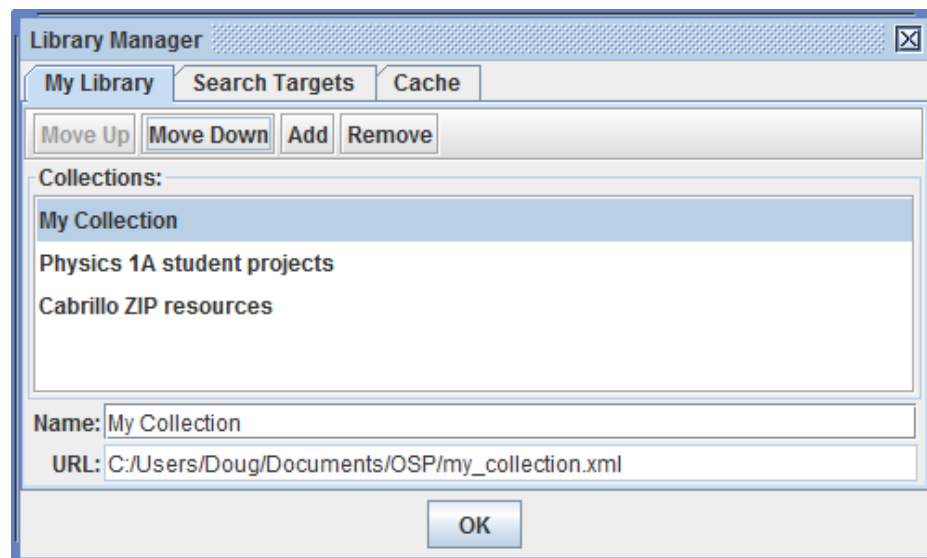 Library Manager
My Library Search Targets Cache
Move Up Move Down Add Remove
Collections:
My Collection
Physics 1A student projects
Cabrillo ZIP resources
Name: My Collection
URL: C:/Users/Doug/Documents/OSP/my_collection.xml
OK